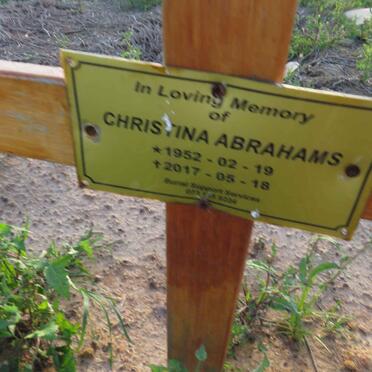 In Loving Memory
of
CHRISTINA ABRAHAMS
★1952 - 02 - 19
✝2017 - 05 - 18
Burial Support Services